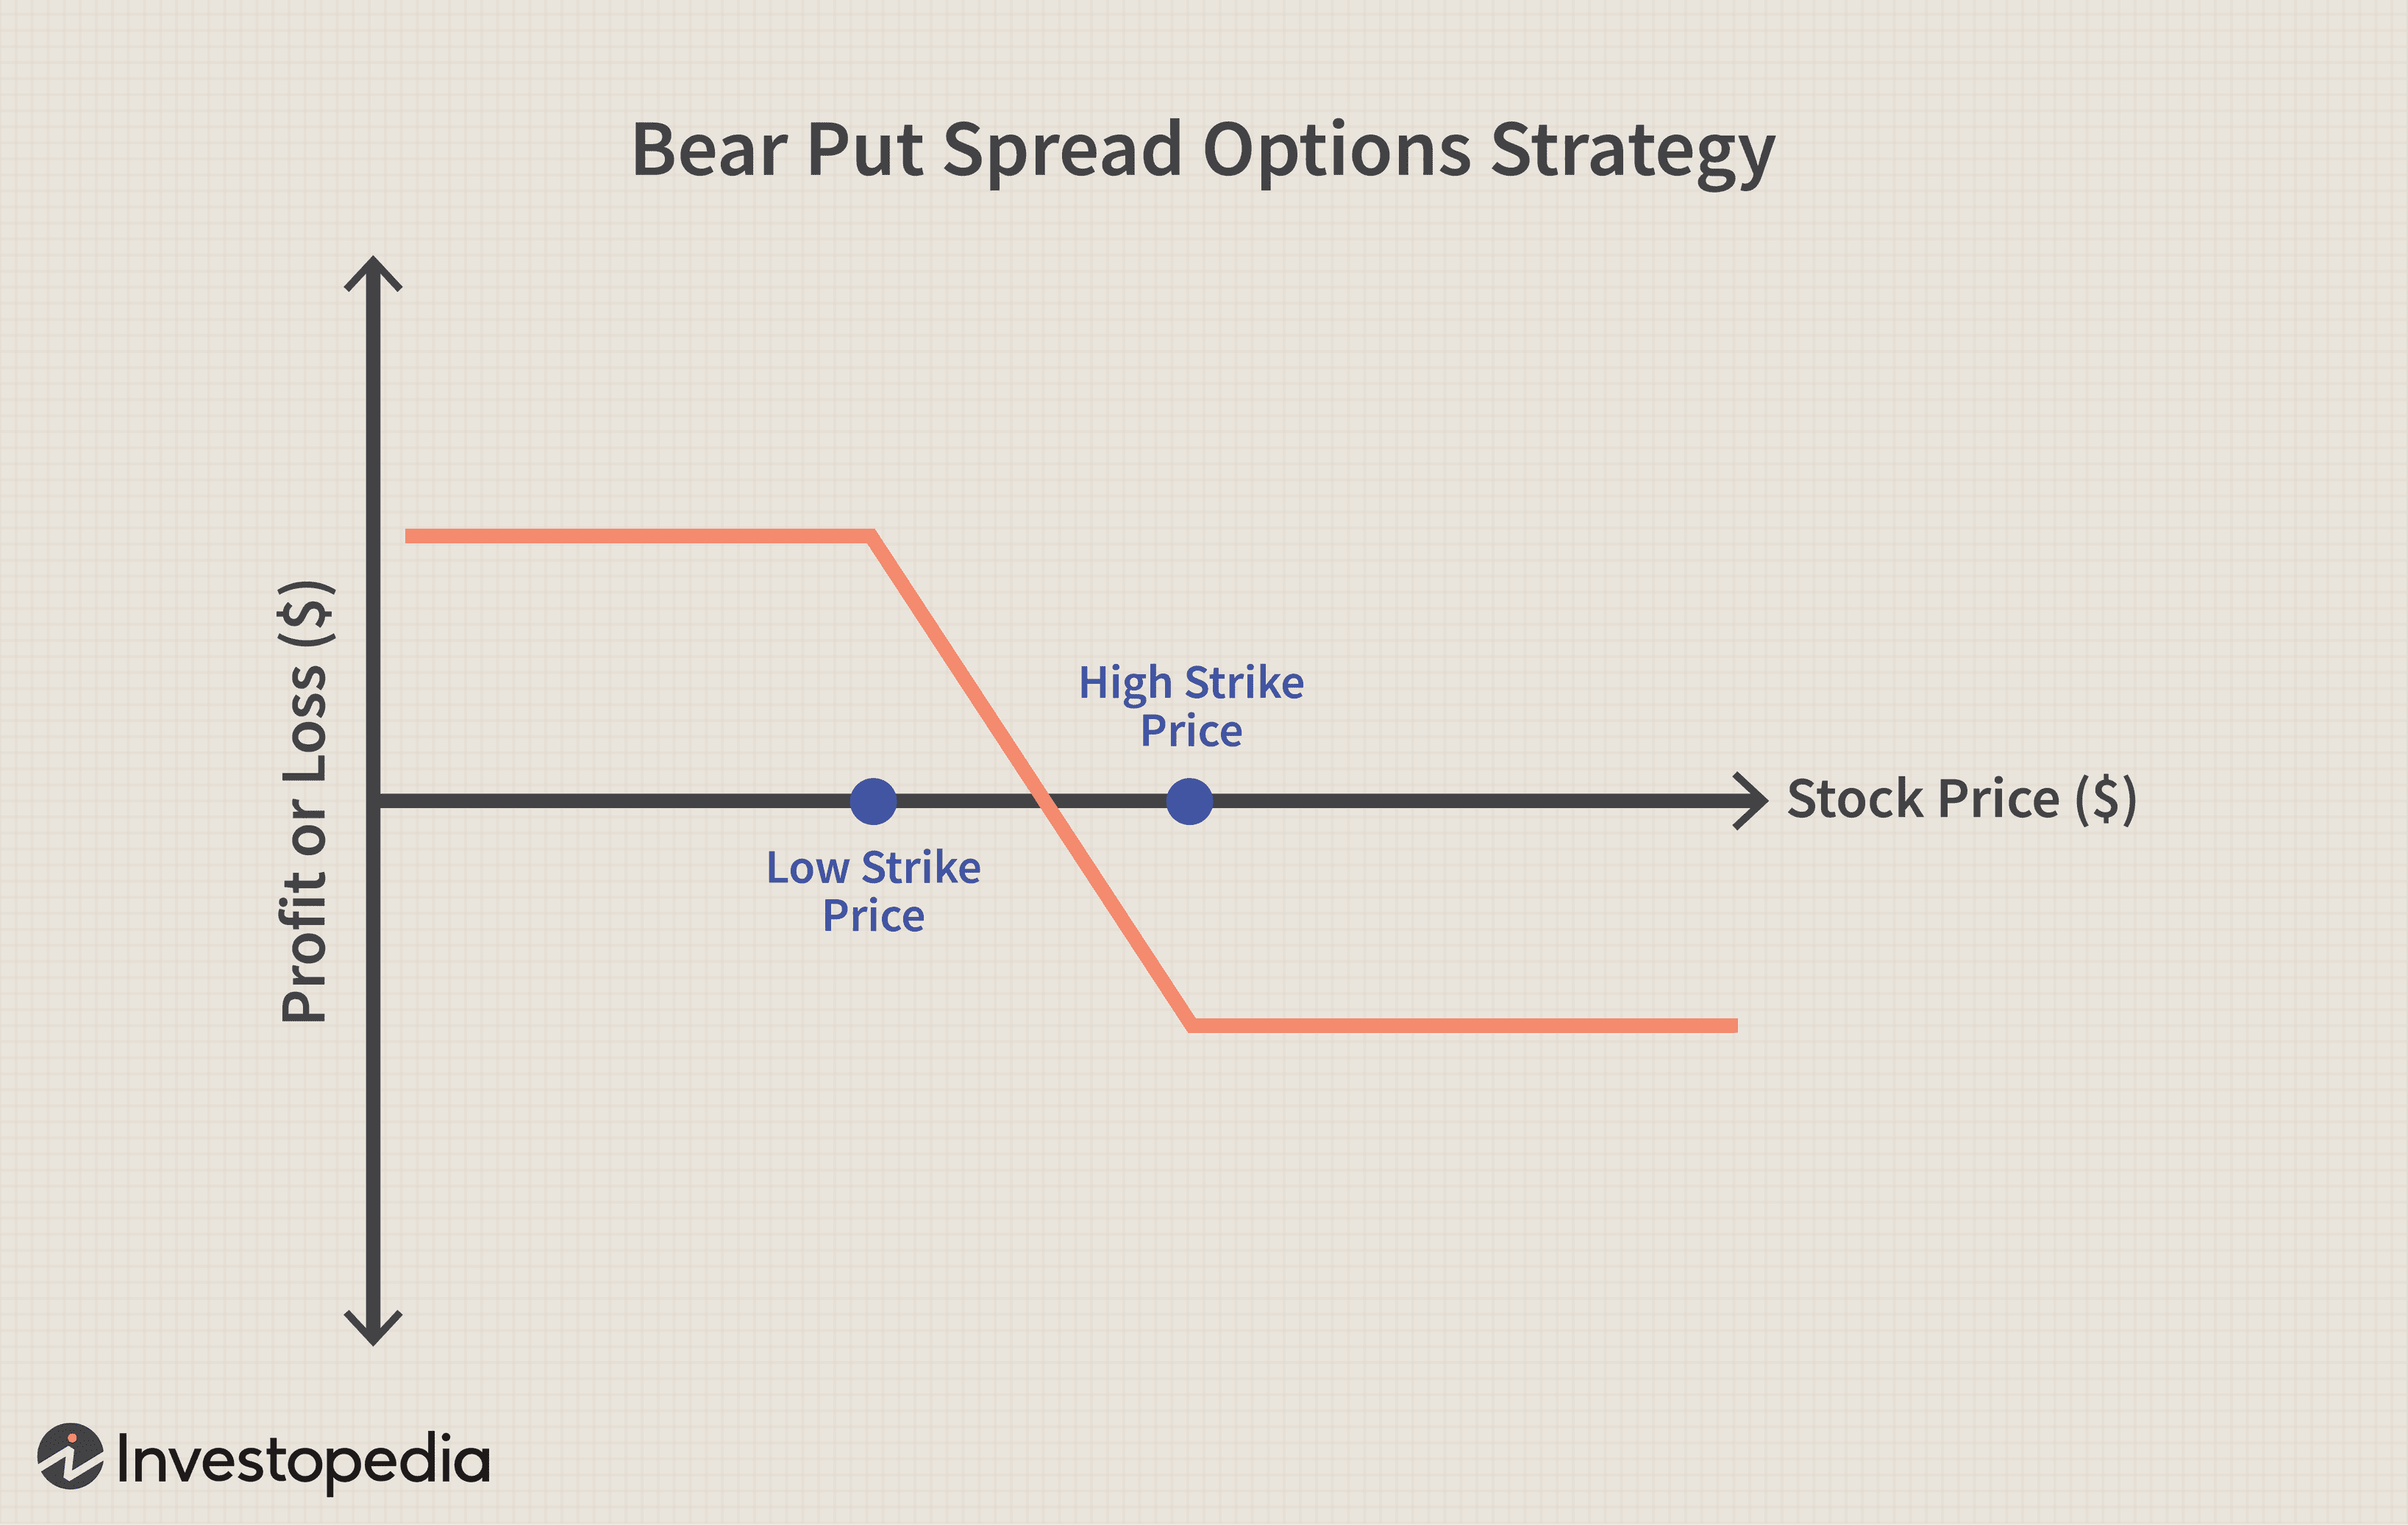 Bear Put Spread Options Strategy
Profit or Loss ($)
High Strike
Price
Stock Price ($)
Low Strike
Price
Investopedia